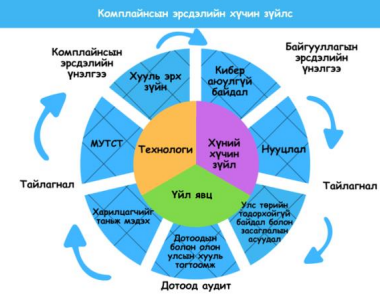 Комплайнсын эрсдэлийн хүчин зүйлс
Комплайнсын
эрсдэлийн
үнэлгээ
Байгууллагын
эрсдэлийн
үнэлгээ
Хууль эрх
зүйн
Кибер
аюулгүй
байдал
МУТСТ
Технологи
Хүний
хүчин
зүйл
Нууцлал
Тайлагнал
Тайлагнал
Үйл явц
Харилцагчийг
таньж мэдэх
Улс төрийн
тодорхойгүй
байдал болон
засаглалын
асуудал
Дотоодын
болон олон
улсын хууль
тогтоомж
Дотоод аудит